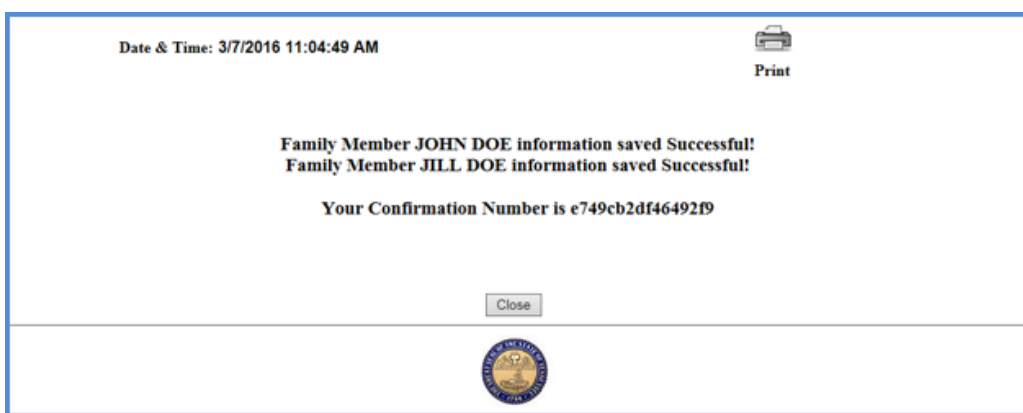 Date & Time: 3/7/2016 11:04:49 AM
Print
Family Member JOHN DOE information saved Successful!
Family Member JILL DOE information saved Successful!
Your Confirmation Number is e749cb2df46492f9
Close